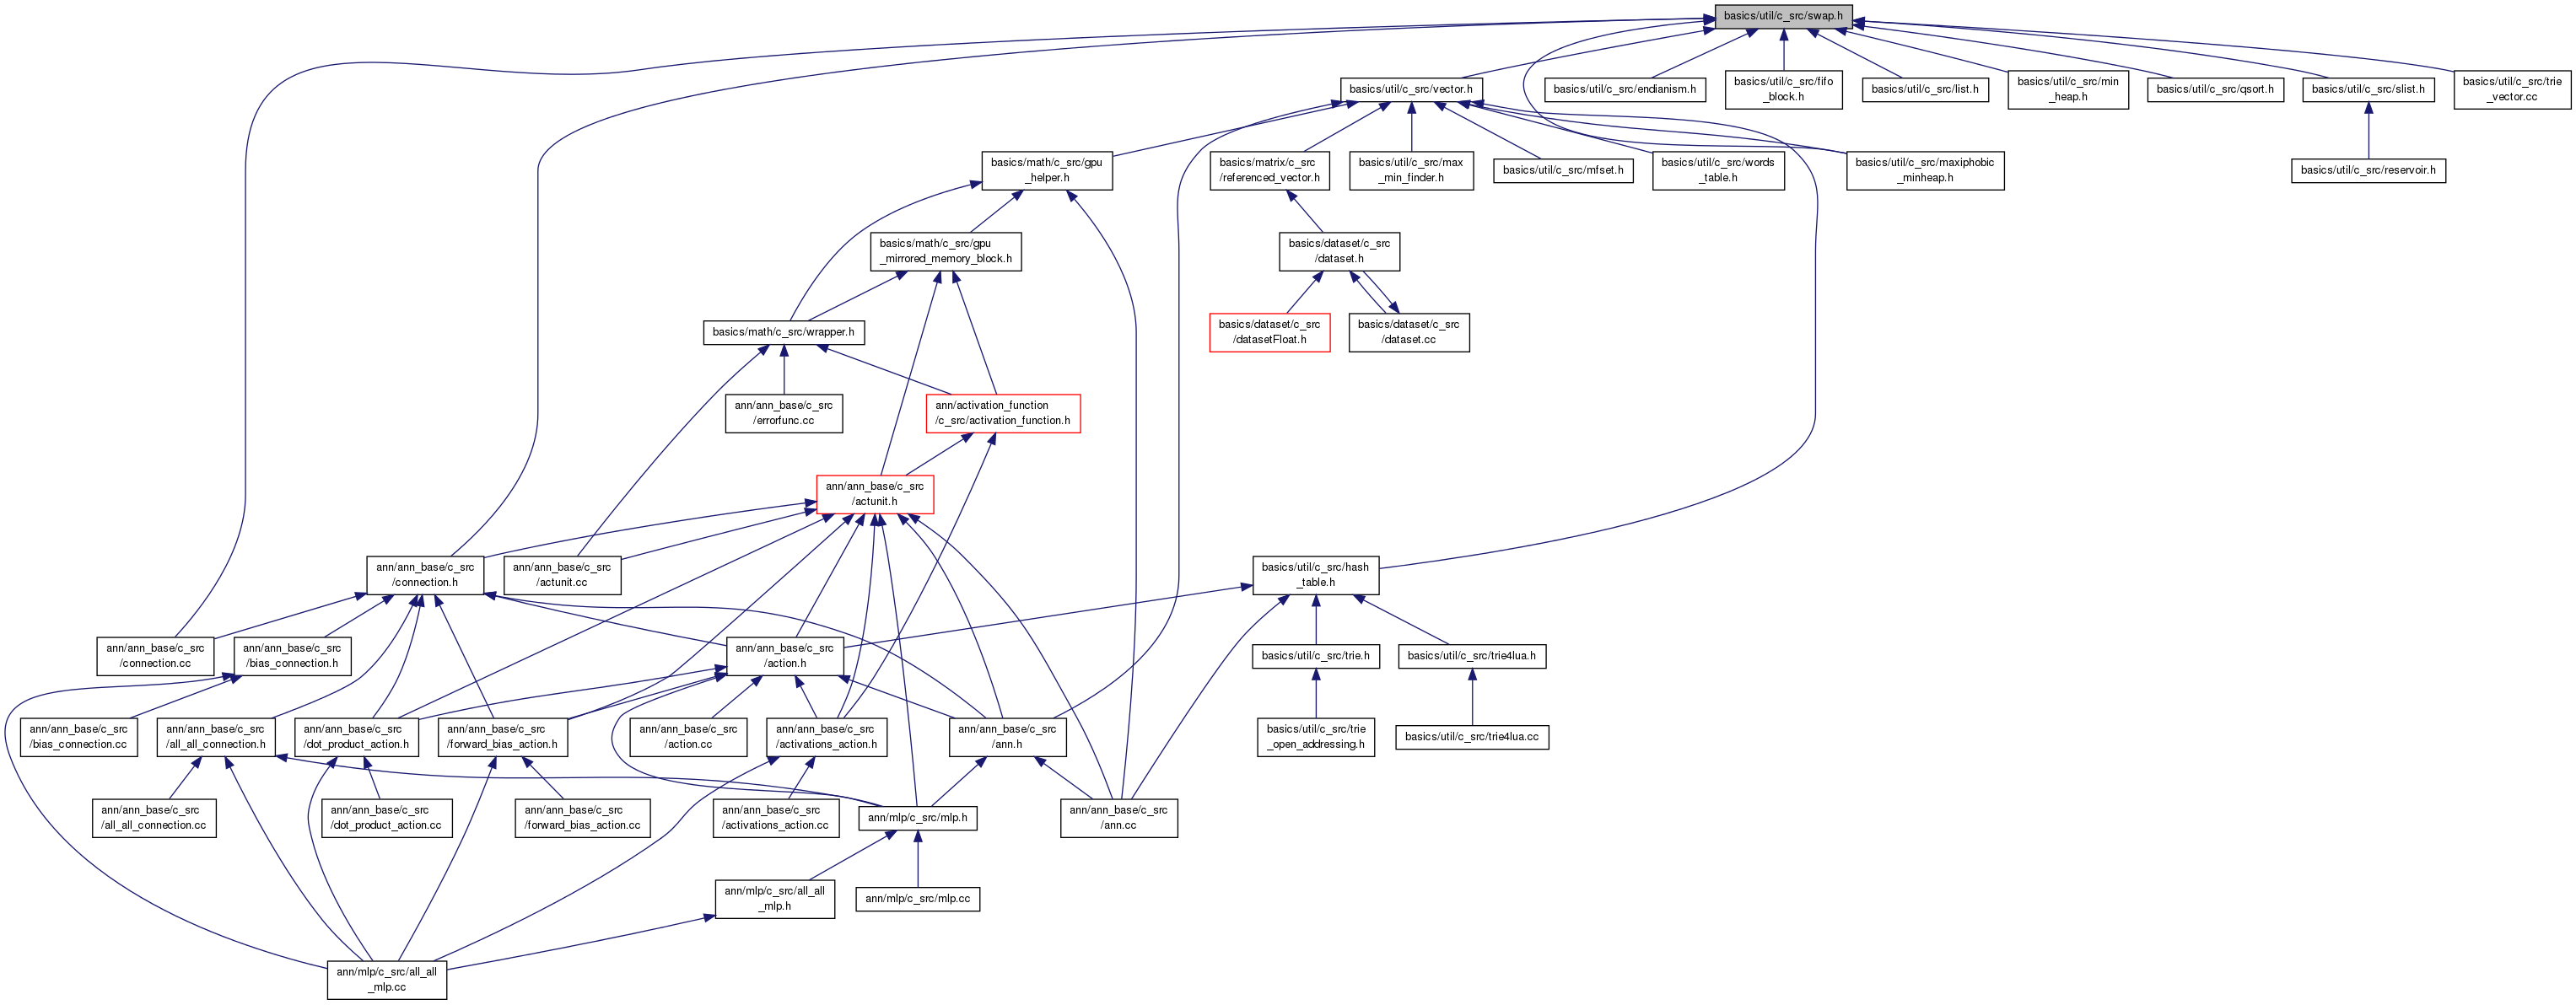 basics/util/c_src/swap.h
basics/util/c_src/vector.h
basics/util/c_src/endianism.h
basics/util/c_src/fifo
_block.h
basics/util/c_src/list.h
basics/util/c_src/min
_heap.h
basics/util/c_src/qsort.h
basics/util/c_src/slist.h
basics/util/c_src/trie
_vector.cc
basics/math/c_src/gpu
_helper.h
basics/matrix/c_src
/referenced_vector.h
basics/util/c_src/max
_min_finder.h
basics/util/c_src/mfset.h
basics/util/c_src/words
_table.h
basics/util/c_src/maxiphobic
_minheap.h
basics/util/c_src/reservoir.h
basics/math/c_src/gpu
_mirrored_memory_block.h
basics/dataset/c_src
/dataset.h
basics/math/c_src/wrapper.h
basics/dataset/c_src
/datasetFloat.h
basics/dataset/c_src
/dataset.cc
ann/ann_base/c_src
/errorfunc.cc
ann/activation_function
/c_src/activation_function.h
ann/ann_base/c_src
/actunit.h
ann/ann_base/c_src
/connection.h
ann/ann_base/c_src
/actunit.cc
basics/util/c_src/hash
_table.h
ann/ann_base/c_src
/connection.cc
ann/ann_base/c_src
/bias_connection.h
ann/ann_base/c_src
/action.h
basics/util/c_src/trie.h
basics/util/c_src/trie4lua.h
ann/ann_base/c_src
/bias_connection.cc
ann/ann_base/c_src
/all_all_connection.h
ann/ann_base/c_src
/dot_product_action.h
ann/ann_base/c_src
/forward_bias_action.h
ann/ann_base/c_src
/action.cc
ann/ann_base/c_src
/activations_action.h
ann/ann_base/c_src
/ann.h
basics/util/c_src/trie
_open_addressing.h
basics/util/c_src/trie4lua.cc
ann/ann_base/c_src
/all_all_connection.cc
ann/ann_base/c_src
/dot_product_action.cc
ann/ann_base/c_src
/forward_bias_action.cc
ann/ann_base/c_src
/activations_action.cc
ann/mlp/c_src/mlp.h
ann/ann_base/c_src
/ann.cc
ann/mlp/c_src/all_all
_mlp.h
ann/mlp/c_src/mlp.cc
ann/mlp/c_src/all_all
_mlp.cc